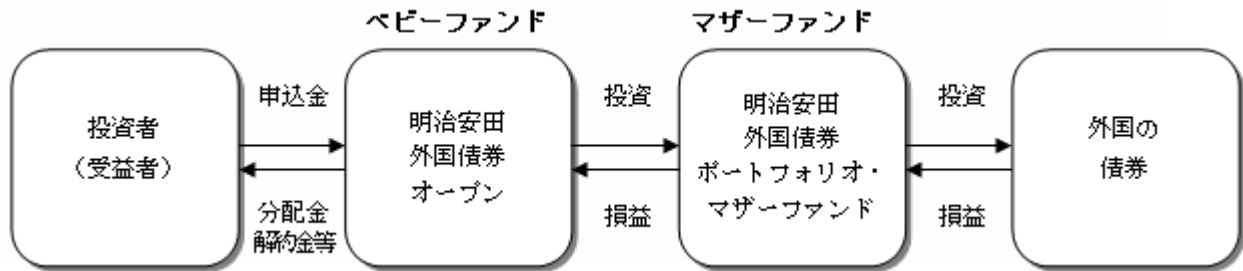 ベビーファンド
マザーファンド
投資者
（受益者）
申込金
分配金
解約金等
明治安田
外国債券
オープン
投資
損益
明治安田
外国債券
ポートフォリオ・
マザーファンド
投資
損益
外国の
債券